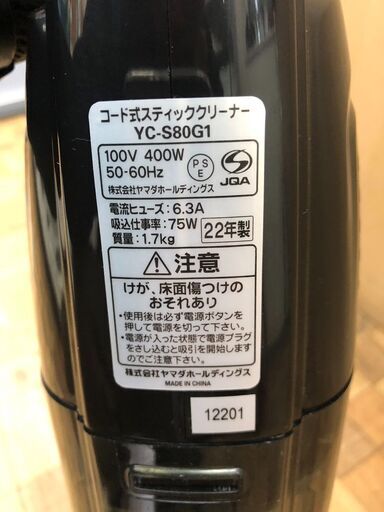 コード式スティッククリーナー
YC-S80G1
100V 400W
50-60Hz
PS
E
JQA
株式会社ヤマダホールディングス
電流ヒューズ：6.3A
吸込仕事率：75W
質量：1.7kg
22年製
注意
けが、床面傷つけの
おそれあり
・使用後は必ず電源ボタンを
押して電源を切って下さい。
・電源が入った状態で電源プラグ
をさし込むと吸引を開始します
のでご注意下さい。
株式会社ヤマダホールディングス
MADE IN CHINA
12201